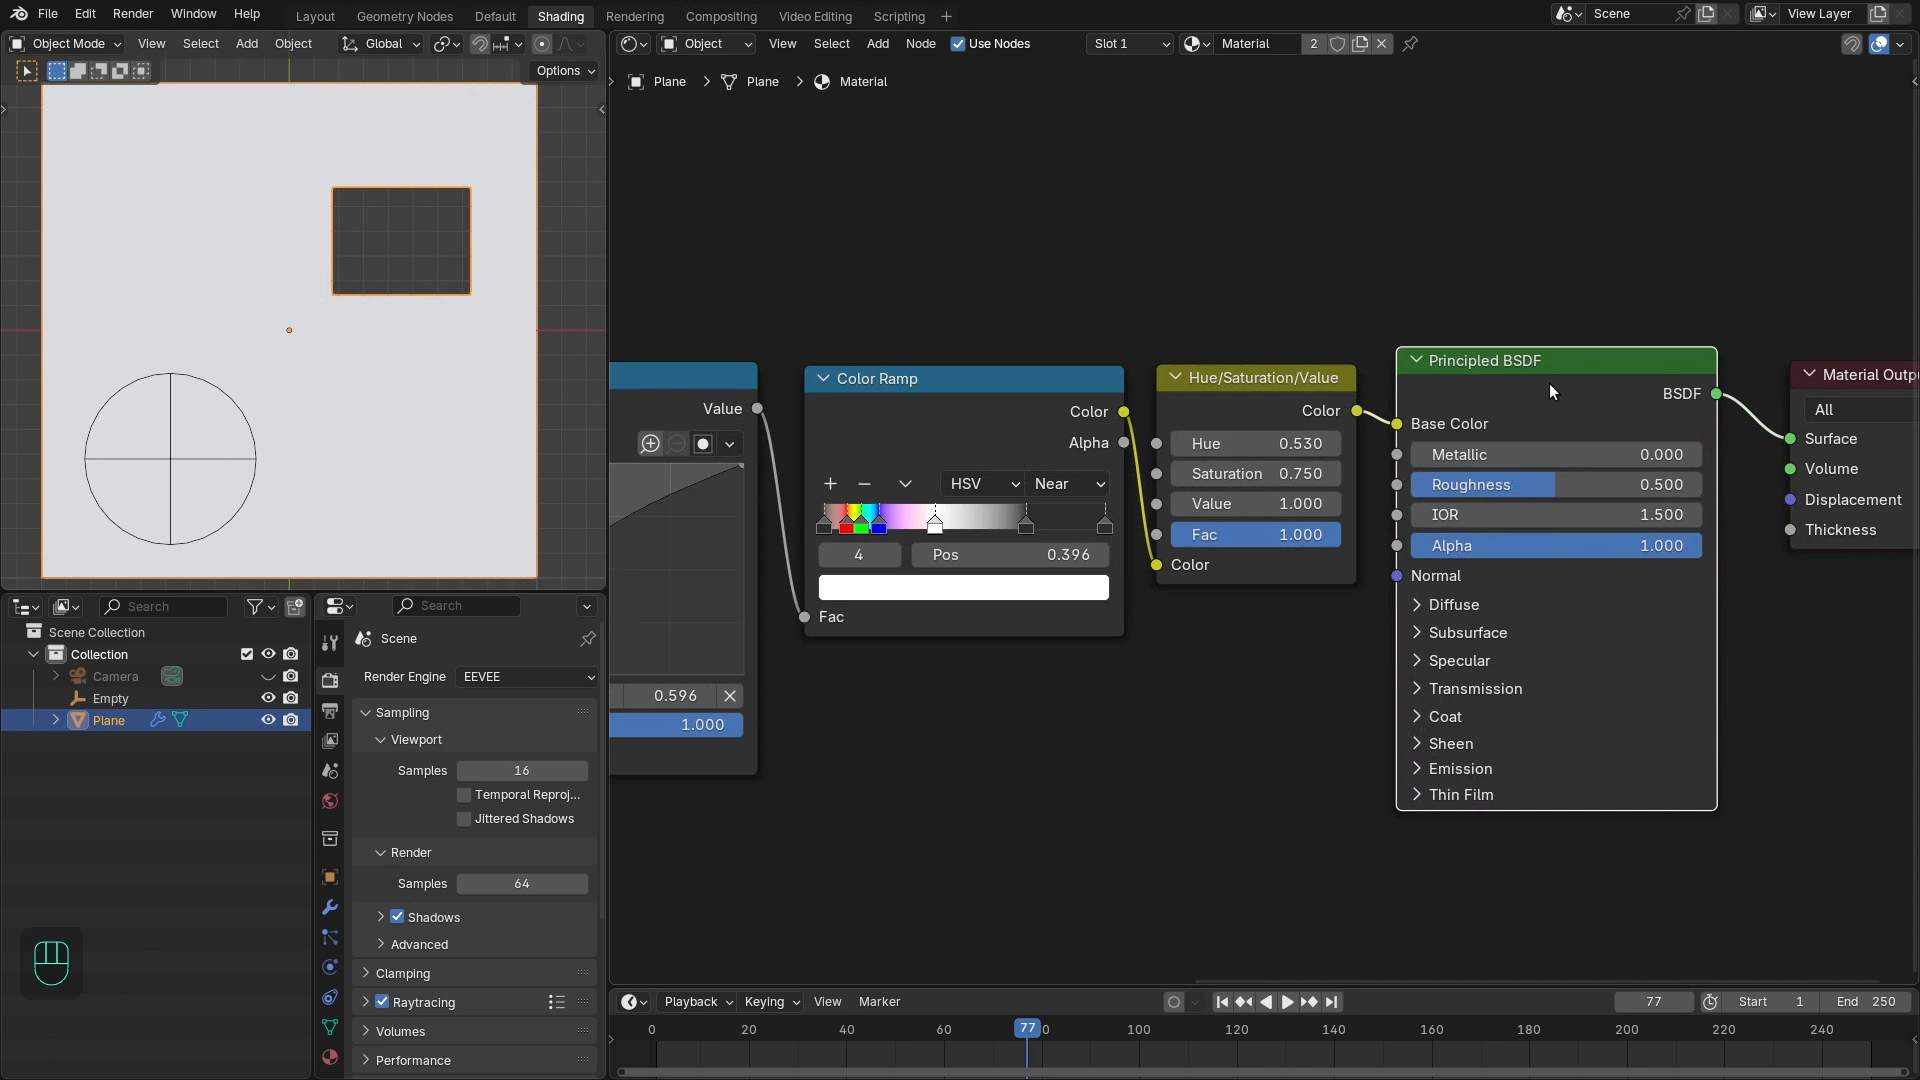 File Edit Render Window Help Layout Geometry Nodes Default Shading Rendering Compositing Video Editing Scripting + Scene View Layer
Object Mode View Select Add Object Global
Options
Object View Select Add Node Use Nodes Slot 1 Material 2
Plane > Plane > Material
Value
0.596
1.000
Color Ramp
Color
Alpha
HSV Near
4 Pos 0.396
Fac
Hue/Saturation/Value
Color
Hue 0.530
Saturation 0.750
Value 1.000
Fac 1.000
Color
Principled BSDF
BSDF
Base Color
Metallic 0.000
Roughness 0.500
IOR 1.500
Alpha 1.000
Normal
Diffuse
Subsurface
Specular
Transmission
Coat
Sheen
Emission
Thin Film
Material Outp
All
Surface
Volume
Displacement
Thickness
Search
Scene Collection
Collection
Camera
Empty
Plane
Search
Scene
Render Engine EEVEE
Sampling
Viewport
Samples 16
Temporal Reproj...
Jittered Shadows
Render
Samples 64
Shadows
Advanced
Clamping
Raytracing
Volumes
Performance
Playback Keying View Marker 77 Start 1 End 250
0 20 40 60 77 0 100 120 140 160 180 200 220 240